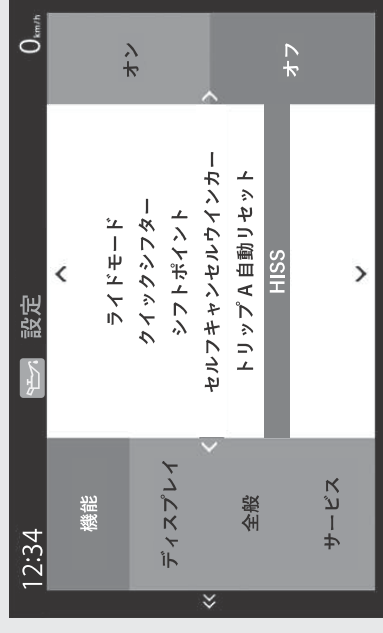 12:34
設定
0km/h
機能
ディスプレイ
全般
サービス
ライドモード
クイックシフター
シフトポイント
セルフキャンセルウインカー
トリップA自動リセット
HISS
オン
オフ